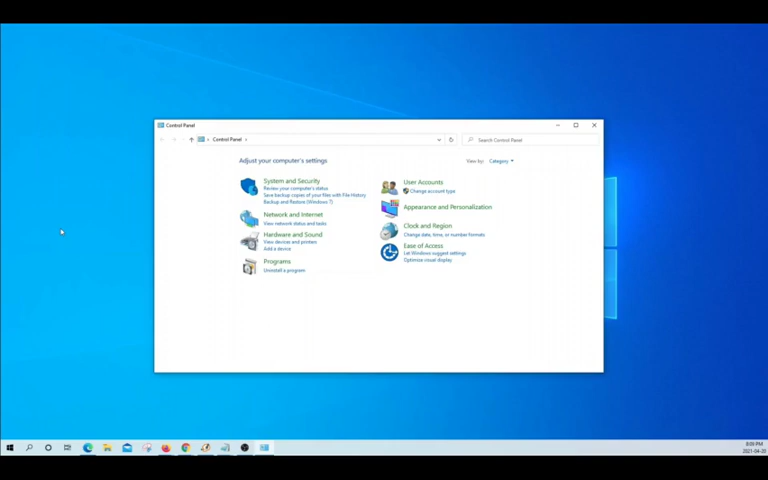 Control Panel
Control Panel
Search Control Panel
Adjust your computer's settings
View by: Category
System and Security
Review your computer's status
Save backup copies of your files with File History
Backup and Restore (Windows 7)
Network and Internet
View network status and tasks
Hardware and Sound
View devices and printers
Add a device
Programs
Uninstall a program
User Accounts
Change account type
Appearance and Personalization
Clock and Region
Change date, time, or number formats
Ease of Access
Let Windows suggest settings
Optimize visual display
8:09 PM